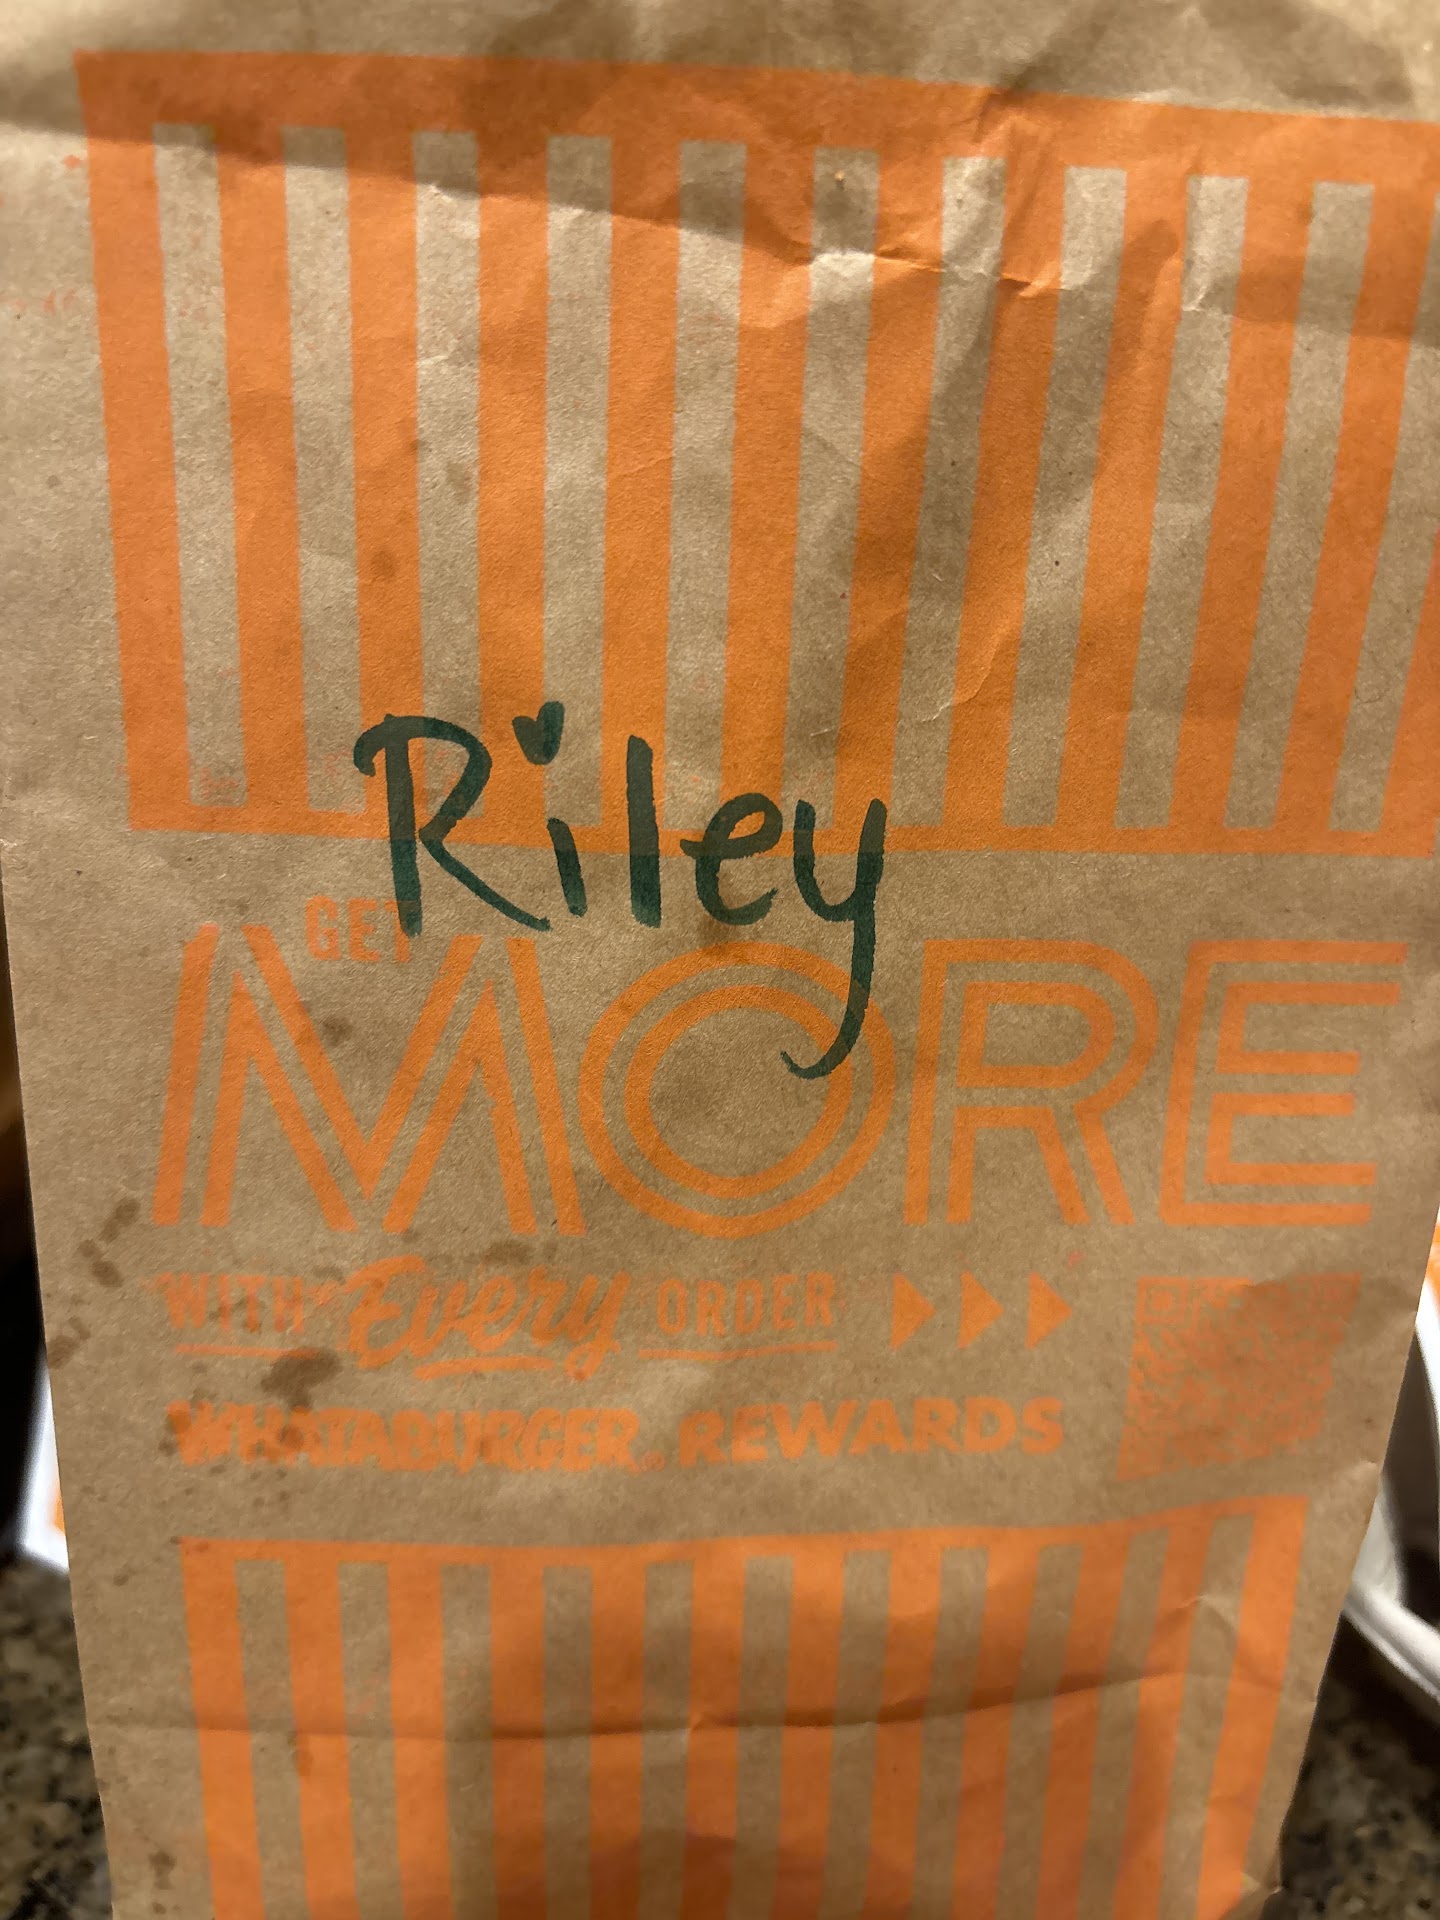 Riley
GET
MORE
WITH Every ORDER
WHATABURGER® REWARDS